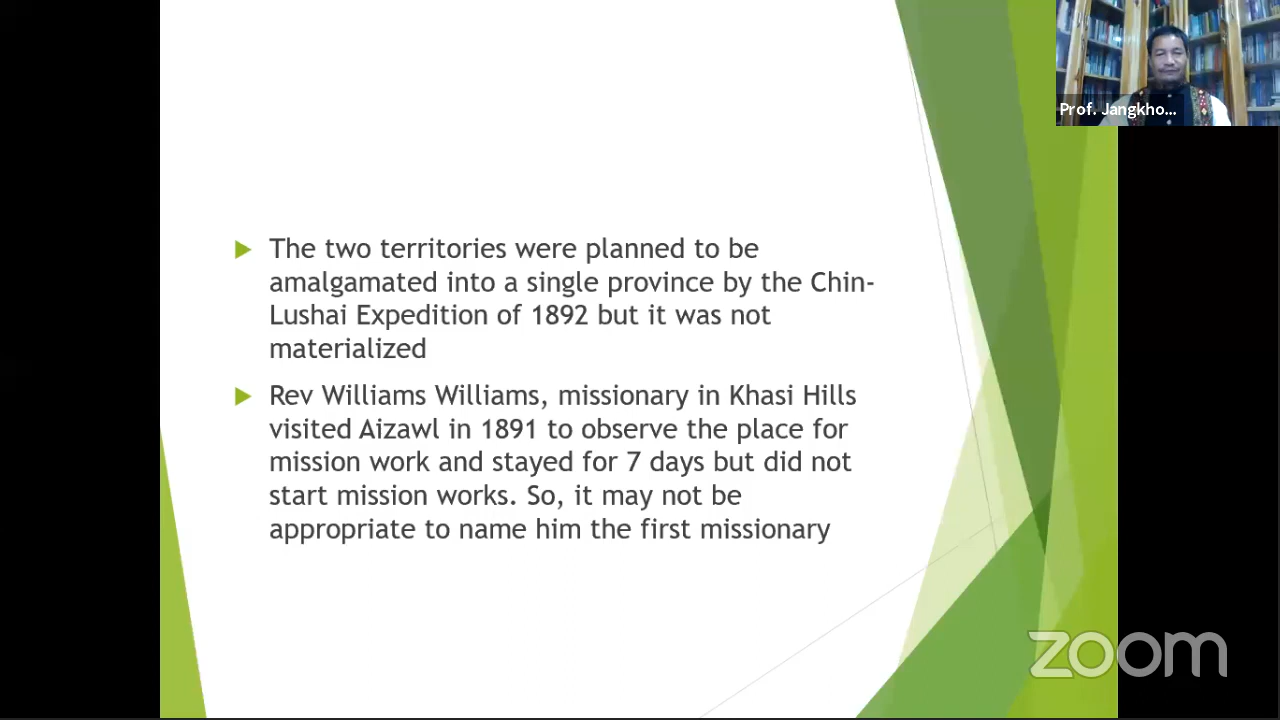 The two territories were planned to be
amalgamated into a single province by the Chin-
Lushai Expedition of 1892 but it was not
materialized
Rev Williams Williams, missionary in Khasi Hills
visited Aizawl in 1891 to observe the place for
mission work and stayed for 7 days but did not
start mission works. So, it may not be
appropriate to name him the first missionary
Prof. Jangkho...
zoom